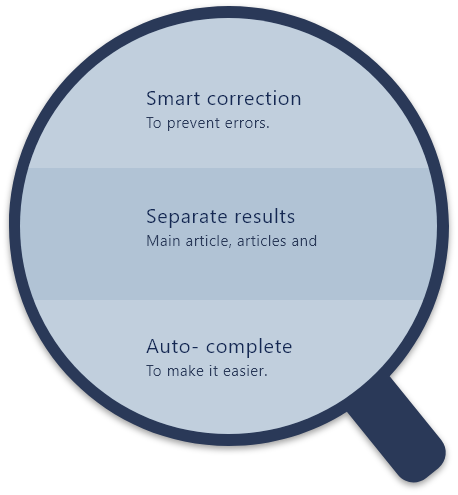 Smart correction
To prevent errors.
Separate results
Main article, articles and
Auto- complete
To make it easier.